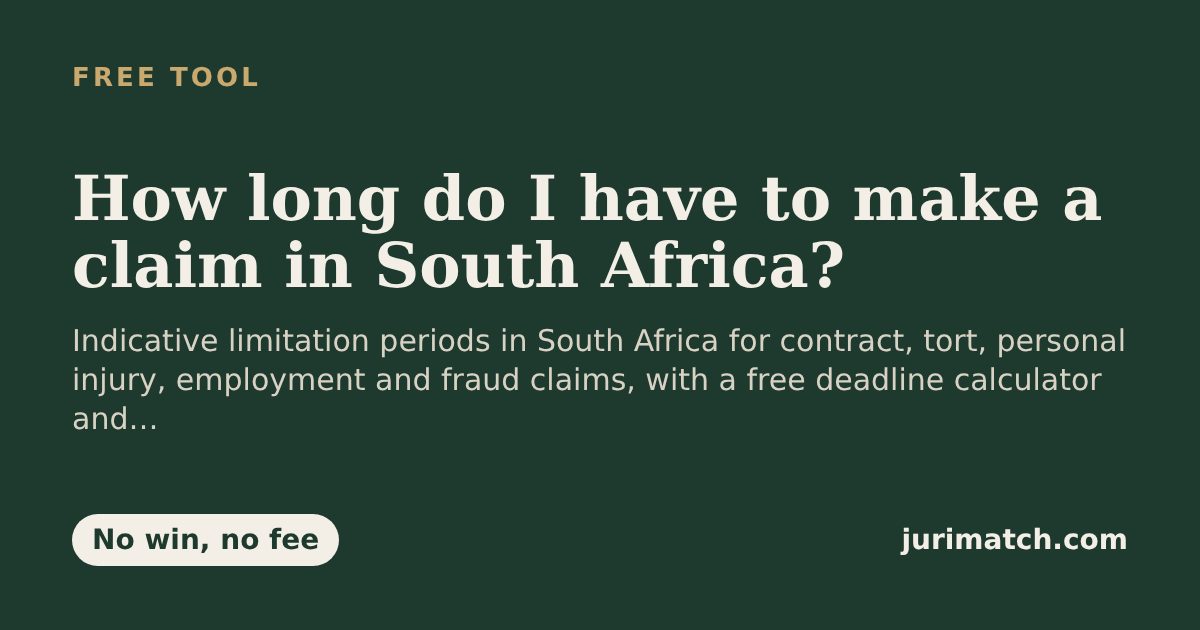 FREE TOOL
How long do I have to make a
claim in South Africa?
Indicative limitation periods in South Africa for contract, tort, personal
injury, employment and fraud claims, with a free deadline calculator
and...
No win, no fee
jurimatch.com